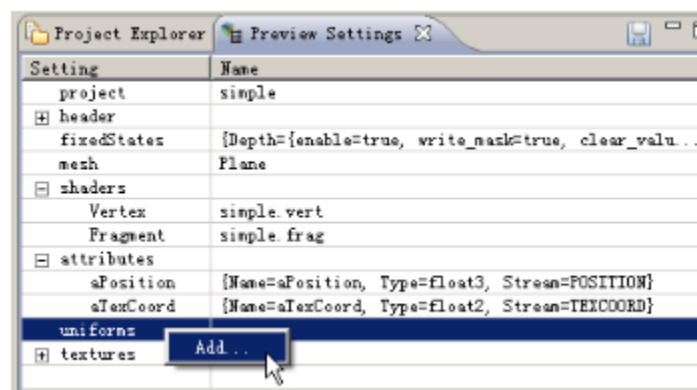 Project Explorer Preview Settings
Setting Name
project simple
header
fixedStates {Depth={enable=true, write_mask=true, clear_valu...
mesh Plane
shaders
Vertex simple.vert
Fragment simple.frag
attributes
aPosition {Name=aPosition, Type=float3, Stream=POSITION}
aTexCoord {Name=aTexCoord, Type=float2, Stream=TEXCOORD}
uniforms
Add...
textures